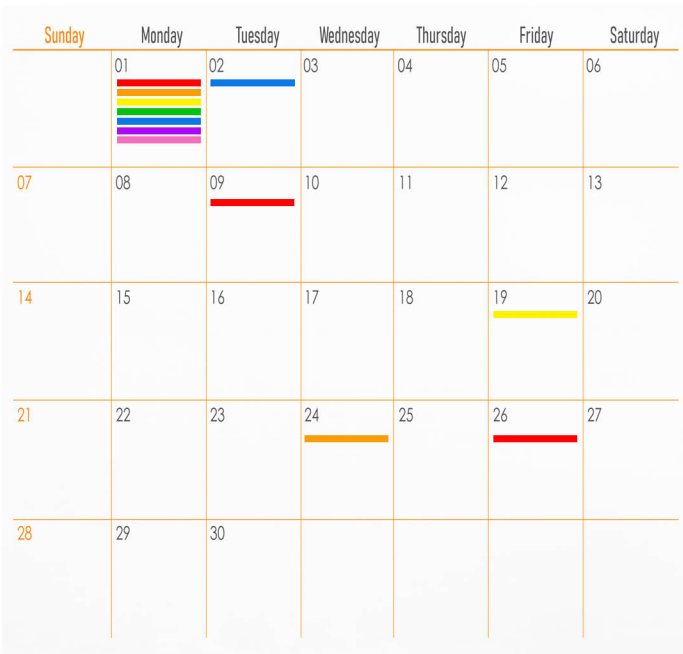 Sunday Monday Tuesday Wednesday Thursday Friday Saturday
01 02 03 04 05 06
07 08 09 10 11 12 13
14 15 16 17 18 19 20
21 22 23 24 25 26 27
28 29 30